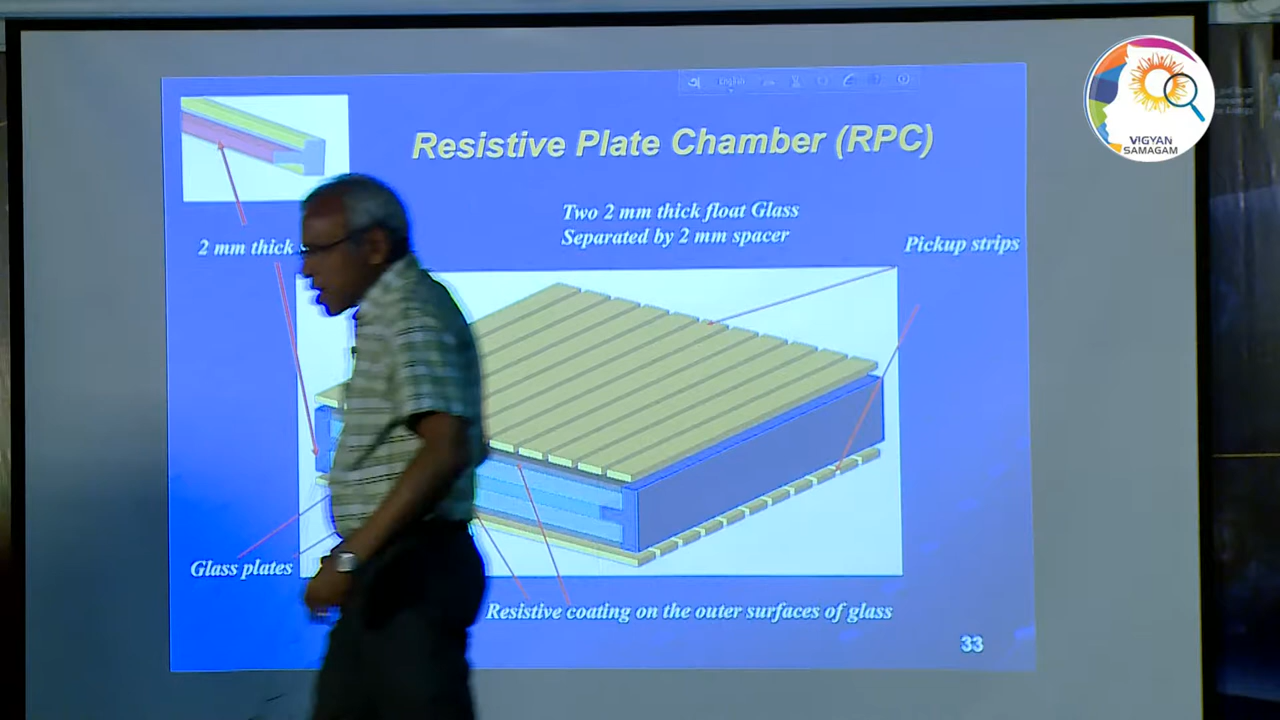 English
Resistive Plate Chamber (RPC)
Two 2 mm thick float Glass
Separated by 2 mm spacer
2 mm thick
Pickup strips
Glass plates
Resistive coating on the outer surfaces of glass
33
VIGYAN
SAMAGAM